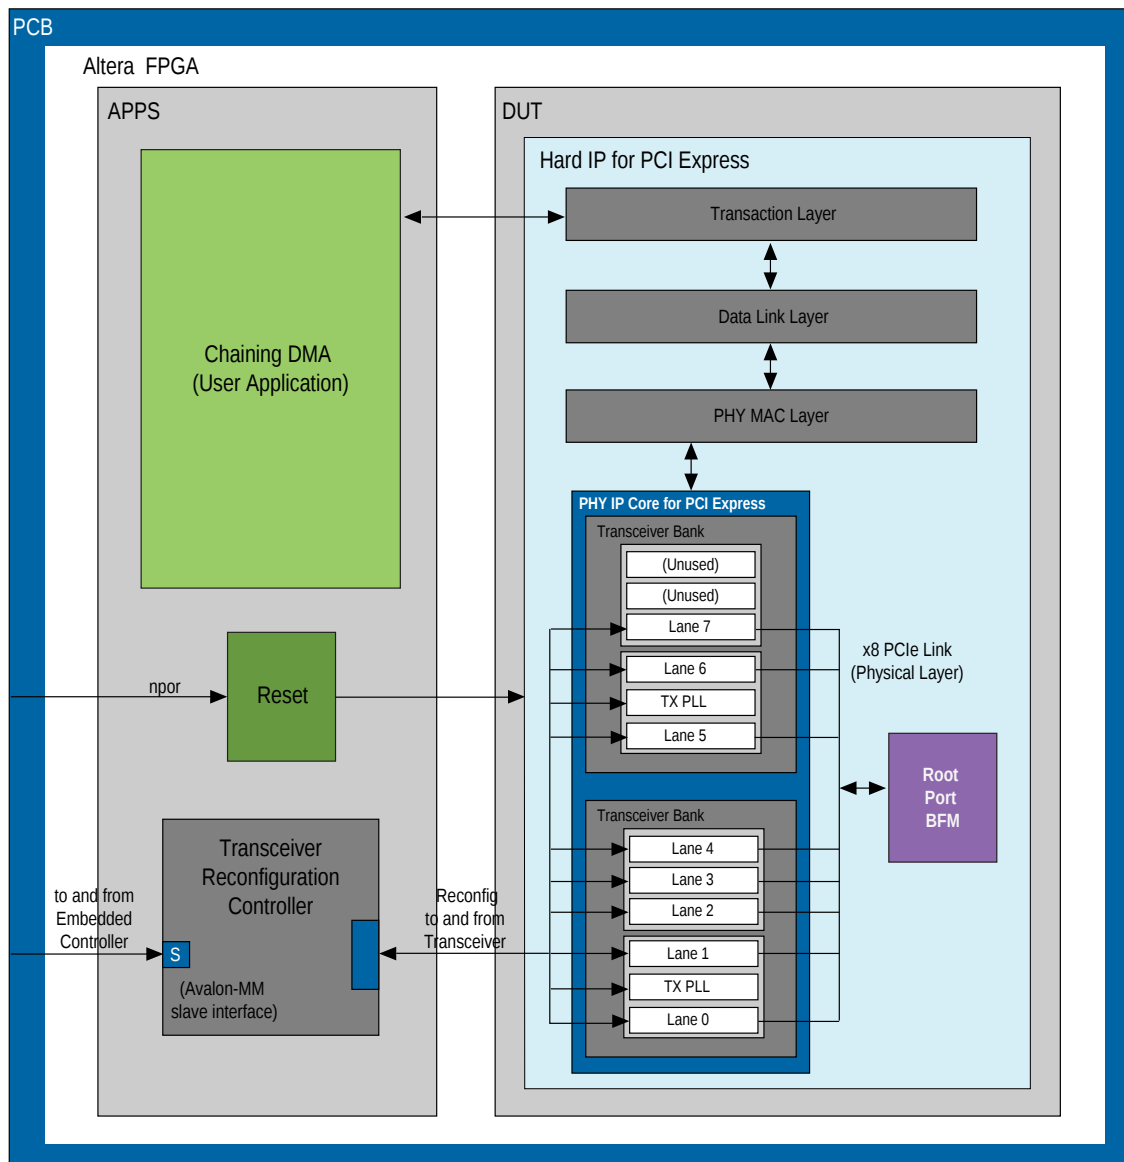 PCB
Altera FPGA
APPS
Chaining DMA
(User Application)
npor
Reset
Transceiver
Reconfiguration
Controller
to and from
Embedded
Controller
S
(Avalon-MM
slave interface)
Reconfig
to and from
Transceiver
DUT
Hard IP for PCI Express
Transaction Layer
Data Link Layer
PHY MAC Layer
PHY IP Core for PCI Express
Transceiver Bank
(Unused)
(Unused)
Lane 7
Lane 6
TX PLL
Lane 5
Transceiver Bank
Lane 4
Lane 3
Lane 2
Lane 1
TX PLL
Lane 0
x8 PCIe Link
(Physical Layer)
Root
Port
BFM